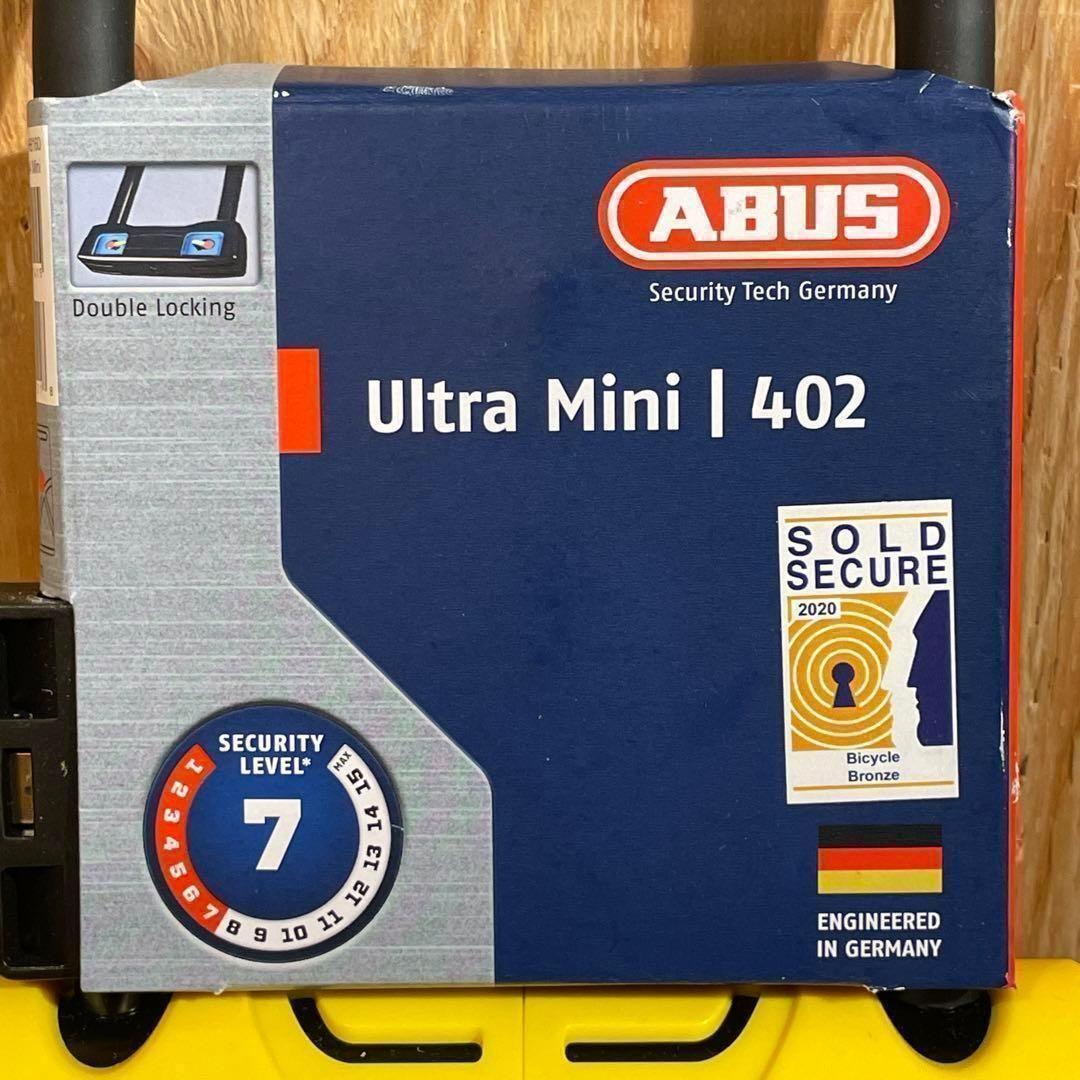 ABUS
Security Tech Germany
Double Locking
Ultra Mini | 402
SOLD
SECURE
2020
Bicycle
Bronze
SECURITY
LEVEL*
7
1 2 3 4 5 6 7 8 9 10 11 12 13 14 15 MAX
ENGINEERED
IN GERMANY